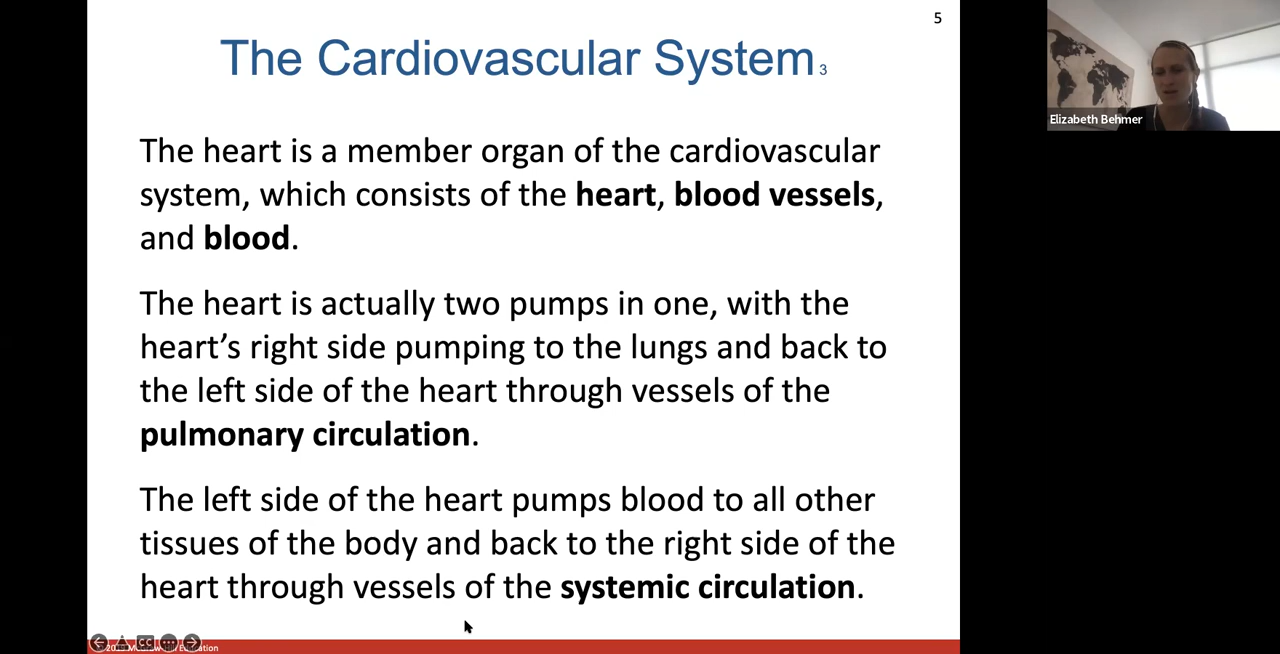 5
The Cardiovascular System 3
The heart is a member organ of the cardiovascular
system, which consists of the heart, blood vessels,
and blood.
The heart is actually two pumps in one, with the
heart’s right side pumping to the lungs and back to
the left side of the heart through vessels of the
pulmonary circulation.
The left side of the heart pumps blood to all other
tissues of the body and back to the right side of the
heart through vessels of the systemic circulation.
CC
Elizabeth Behmer